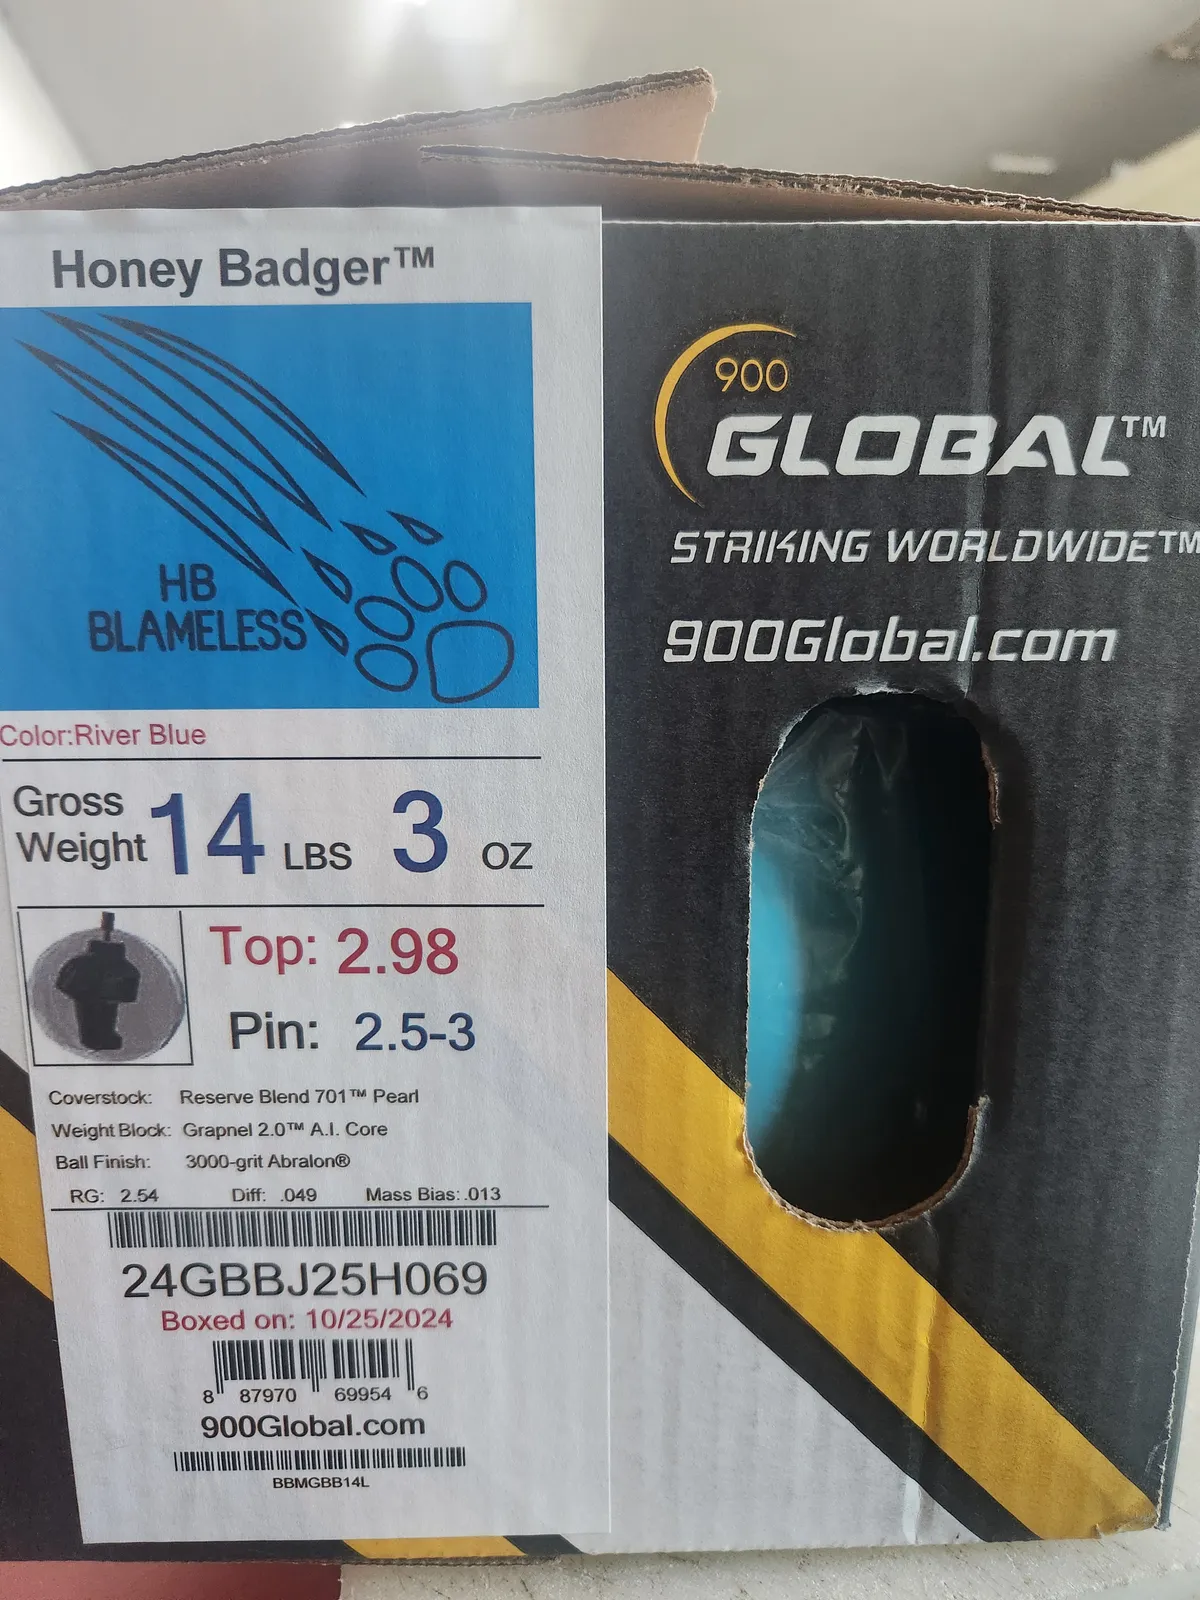 Honey Badger™
HB
BLAMELESS
Color:River Blue
Gross Weight 14 LBS 3 OZ
Top: 2.98
Pin: 2.5-3
Coverstock: Reserve Blend 701™ Pearl
Weight Block: Grapnel 2.0™ A.I. Core
Ball Finish: 3000-grit Abralon®
RG: 2.54 Diff: .049 Mass Bias: .013
24GBBJ25H069
Boxed on: 10/25/2024
8 87970 69954 6
900Global.com
BBMGBB14L
900
GLOBAL™
STRIKING WORLDWIDE™
900Global.com